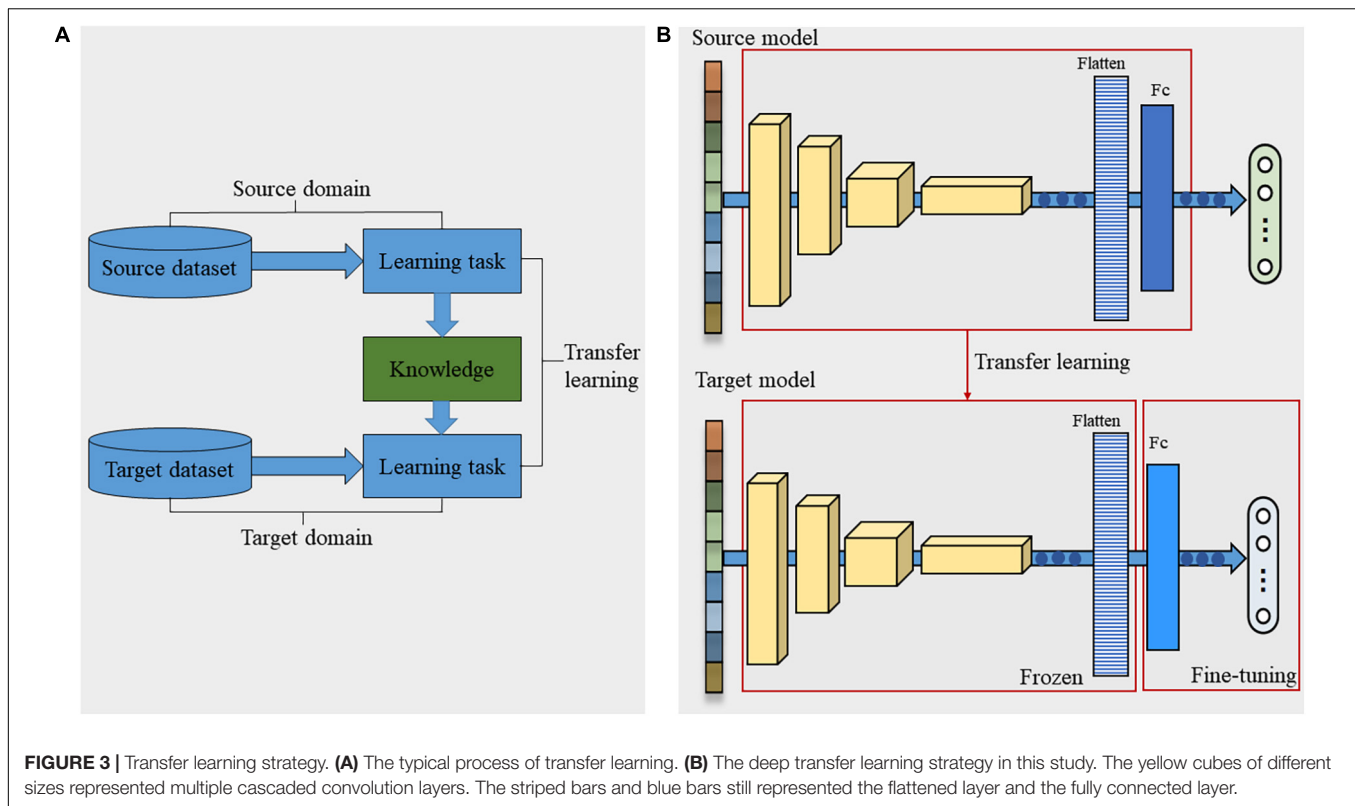 A
Source domain
Source dataset
Learning task
Knowledge
Transfer
learning
Target dataset
Learning task
Target domain
B
Source model
Flatten
Fc
Transfer learning
Target model
Flatten
Fc
Frozen
Fine-tuning
FIGURE 3 | Transfer learning strategy. (A) The typical process of transfer learning. (B) The deep transfer learning strategy in this study. The yellow cubes of different
sizes represented multiple cascaded convolution layers. The striped bars and blue bars still represented the flattened layer and the fully connected layer.